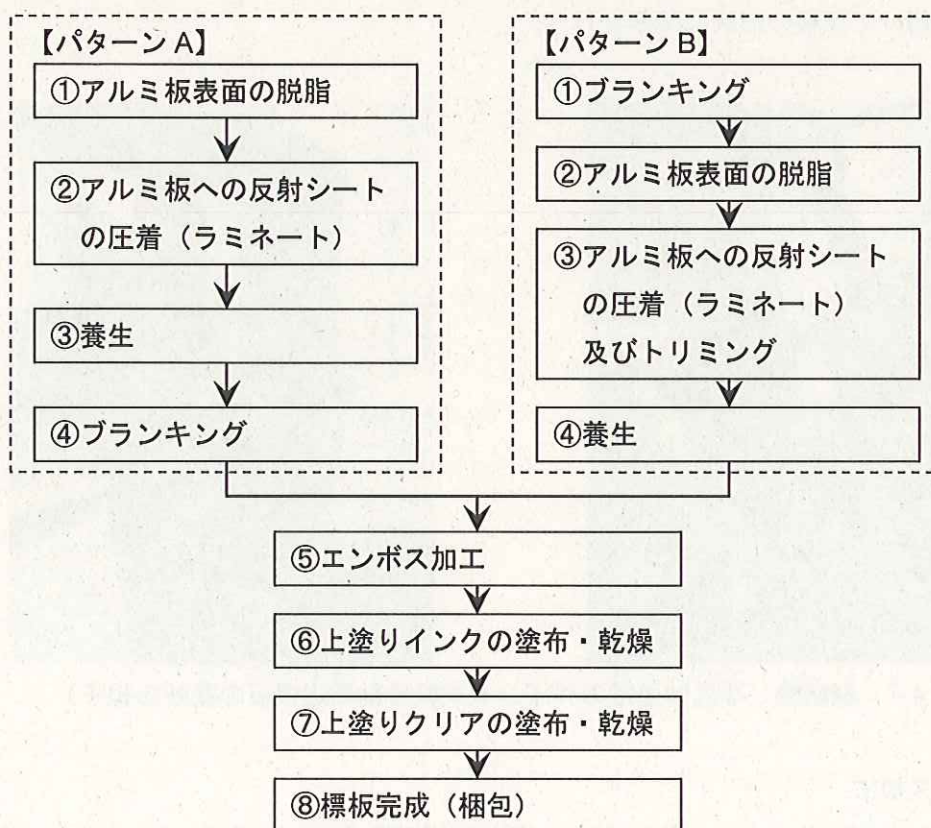 【パターン A】
①アルミ板表面の脱脂
②アルミ板への反射シート
の圧着（ラミネート）
③養生
④ブランキング
【パターン B】
①ブランキング
②アルミ板表面の脱脂
③アルミ板への反射シート
の圧着（ラミネート）
及びトリミング
④養生
⑤エンボス加工
⑥上塗りインクの塗布・乾燥
⑦上塗りクリアの塗布・乾燥
⑧標板完成（梱包）